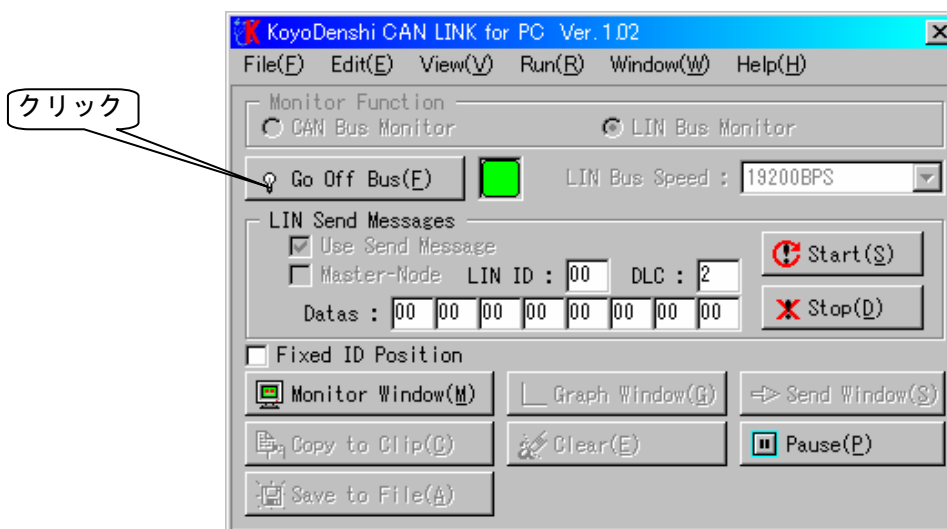 KoyoDenshi CAN LINK for PC Ver.1.02
File(F) Edit(E) View(V) Run(R) Window(W) Help(H)
クリック
Monitor Function
CAN Bus Monitor LIN Bus Monitor
Go Off Bus(F) LIN Bus Speed : 19200BPS
LIN Send Messages
Use Send Message
Start(S)
Master-Node LIN ID : 00 DLC : 2
Datas : 00 00 00 00 00 00 00 00
Stop(D)
Fixed ID Position
Monitor Window(M) Graph Window(G) Send Window(S)
Copy to Clip(C) Clear(E) Pause(P)
Save to File(A)